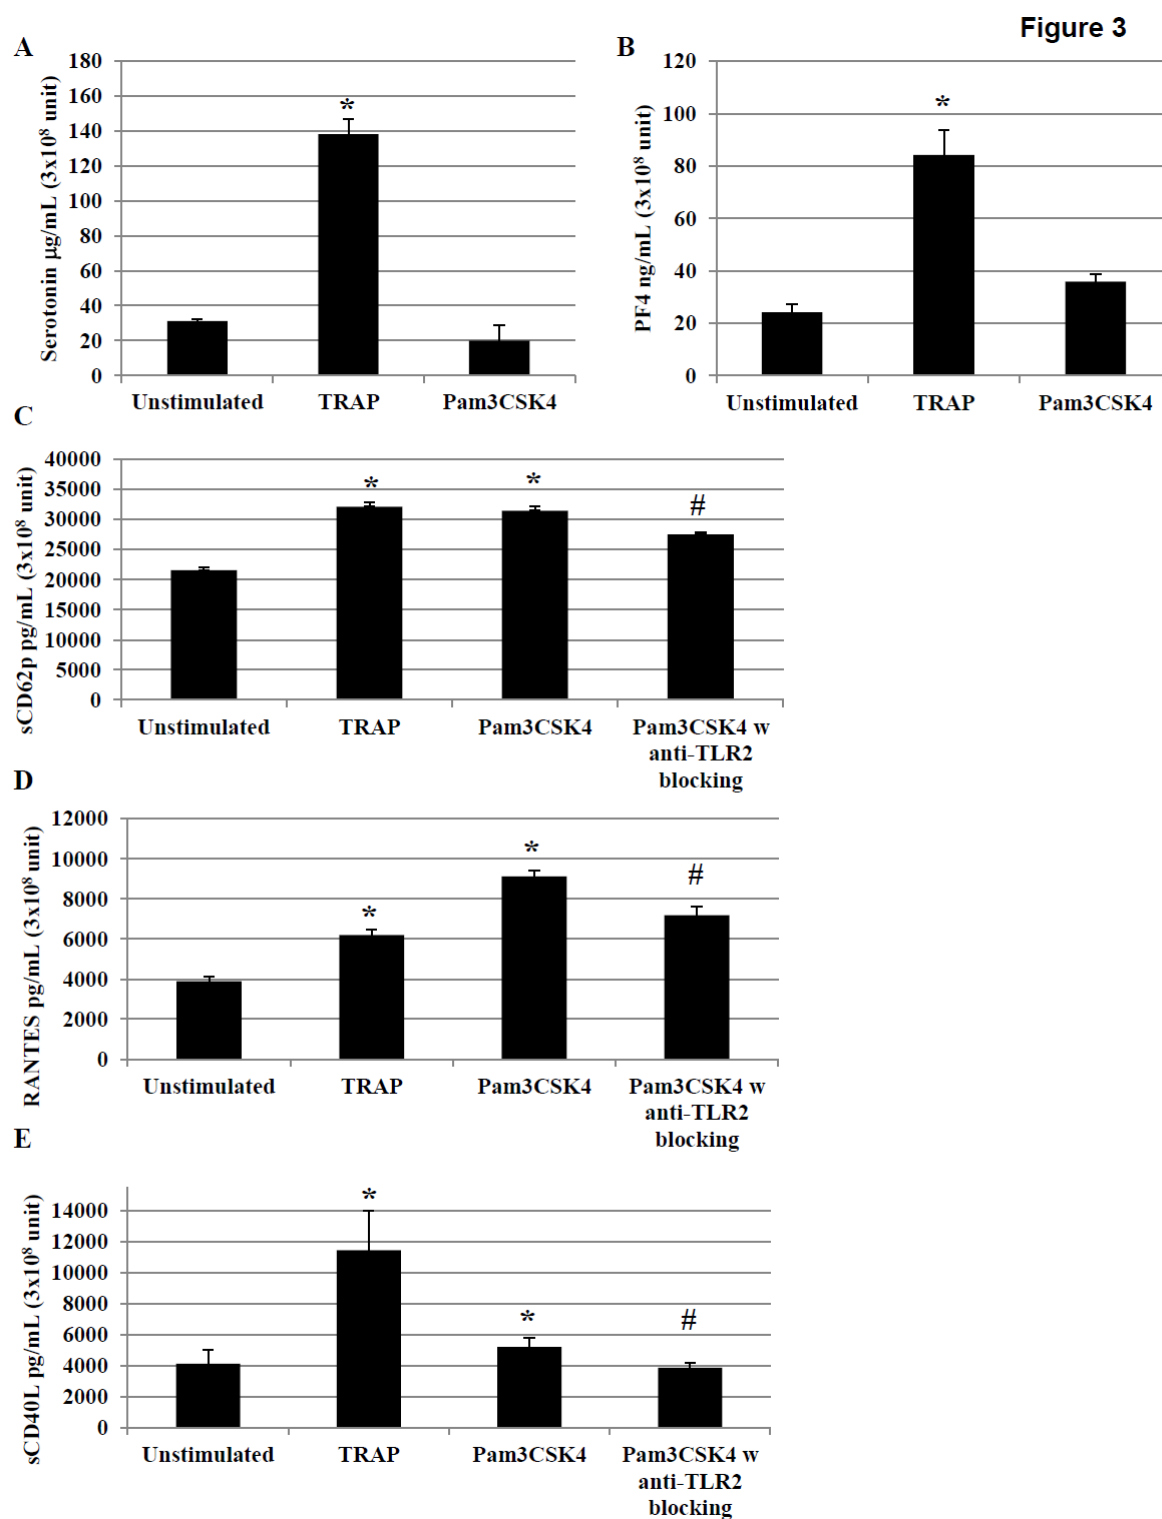 Figure 3
A
180
160
140
120
100
80
60
40
20
0
Serotonin µg/mL (3x10⁸ unit)
*
Unstimulated TRAP Pam3CSK4
B
120
100
80
60
40
20
0
PF4 ng/mL (3x10⁸ unit)
*
Unstimulated TRAP Pam3CSK4
C
40000
35000
30000
25000
20000
15000
10000
5000
0
sCD62p pg/mL (3x10⁸ unit)
* * #
Unstimulated TRAP Pam3CSK4 Pam3CSK4 w
anti-TLR2
blocking
D
12000
10000
8000
6000
4000
2000
0
RANTES pg/mL (3x10⁸ unit)
* * #
Unstimulated TRAP Pam3CSK4 Pam3CSK4 w
anti-TLR2
blocking
E
14000
12000
10000
8000
6000
4000
2000
0
sCD40L pg/mL (3x10⁸ unit)
* * #
Unstimulated TRAP Pam3CSK4 Pam3CSK4 w
anti-TLR2
blocking